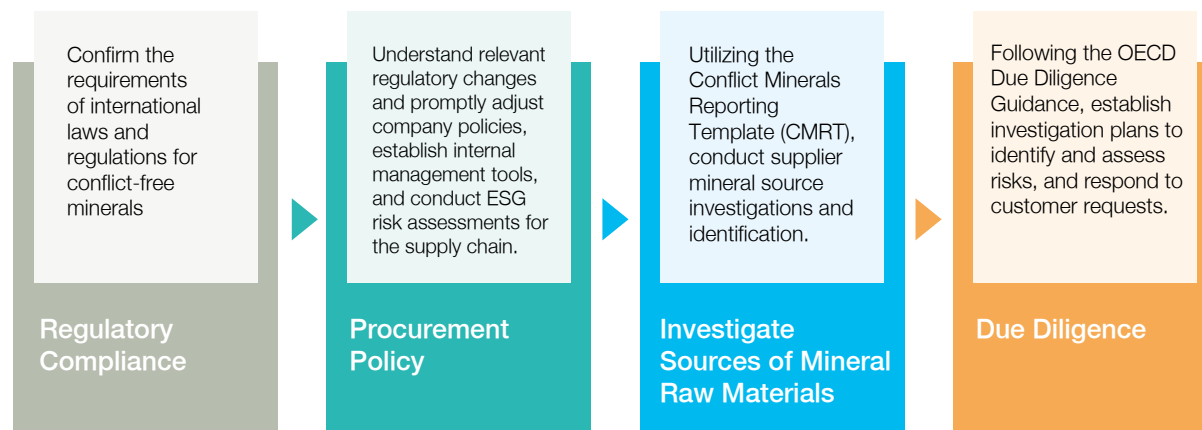 Confirm the
requirements
of international
laws and
regulations for
conflict-free
minerals
Regulatory
Compliance
Understand relevant
regulatory changes
and promptly adjust
company policies,
establish internal
management tools,
and conduct ESG
risk assessments for
the supply chain.
Procurement
Policy
Utilizing the
Conflict Minerals
Reporting
Template (CMRT),
conduct supplier
mineral source
investigations and
identification.
Investigate
Sources of Mineral
Raw Materials
Following the OECD
Due Diligence
Guidance, establish
investigation plans to
identify and assess
risks, and respond to
customer requests.
Due Diligence